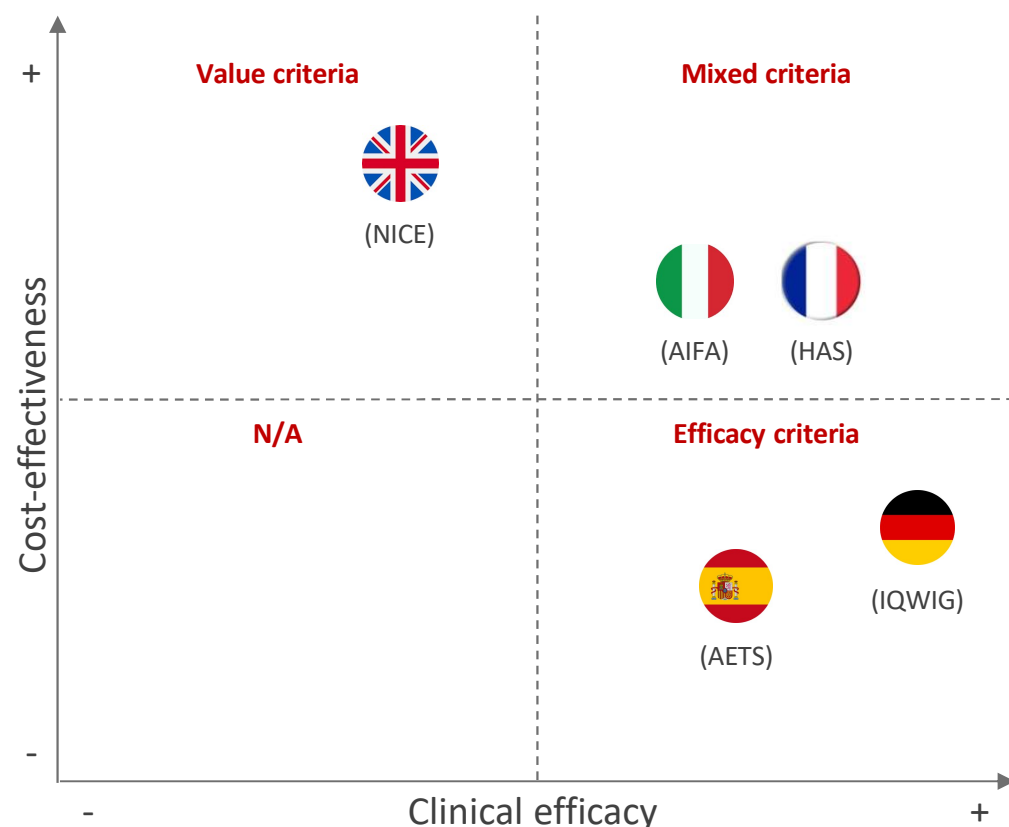 +
Value criteria
Mixed criteria
(NICE)
(AIFA)
(HAS)
Cost-effectiveness
N/A
Efficacy criteria
(IQWIG)
(AETS)
-
-
Clinical efficacy
+